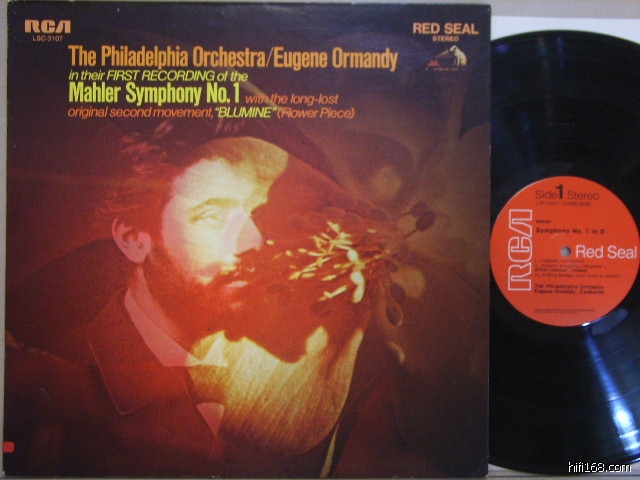 RCA
LSC-3107
RED SEAL
STEREO
The Philadelphia Orchestra/Eugene Ormandy
in their FIRST RECORDING of the
Mahler Symphony No. 1 with the long-lost
original second movement, "BLUMINE" (Flower Piece)
Side 1 Stereo
RCA
Mahler
Symphony No. 1 in D
Red Seal
The Philadelphia Orchestra
Eugene Ormandy, Conductor
hifi168.com